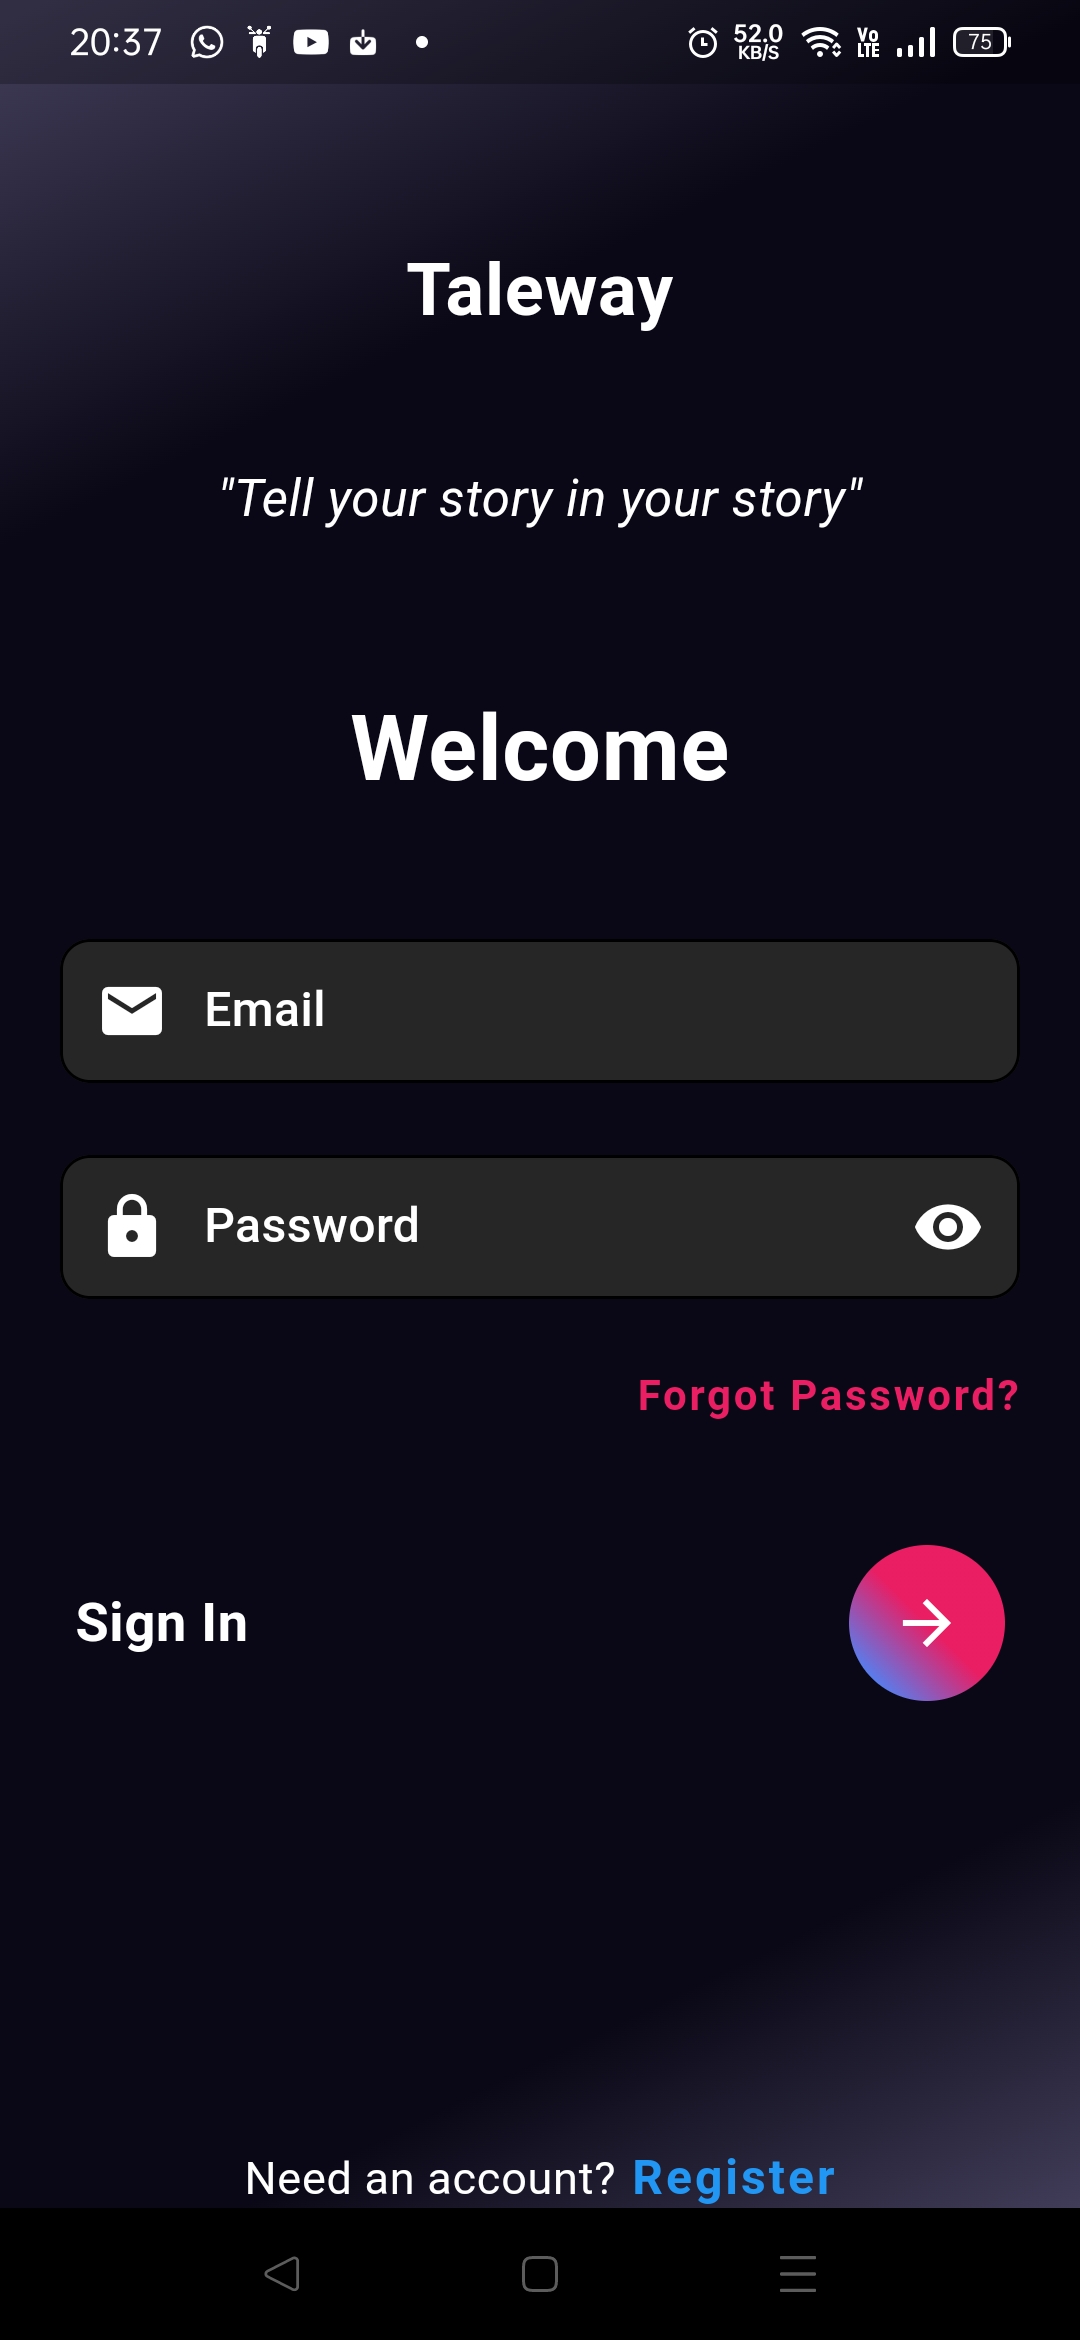 20:37 52.0 KB/S Vo LTE 75
Taleway
"Tell your story in your story"
Welcome
Email
Password
Forgot Password?
Sign In
Need an account? Register